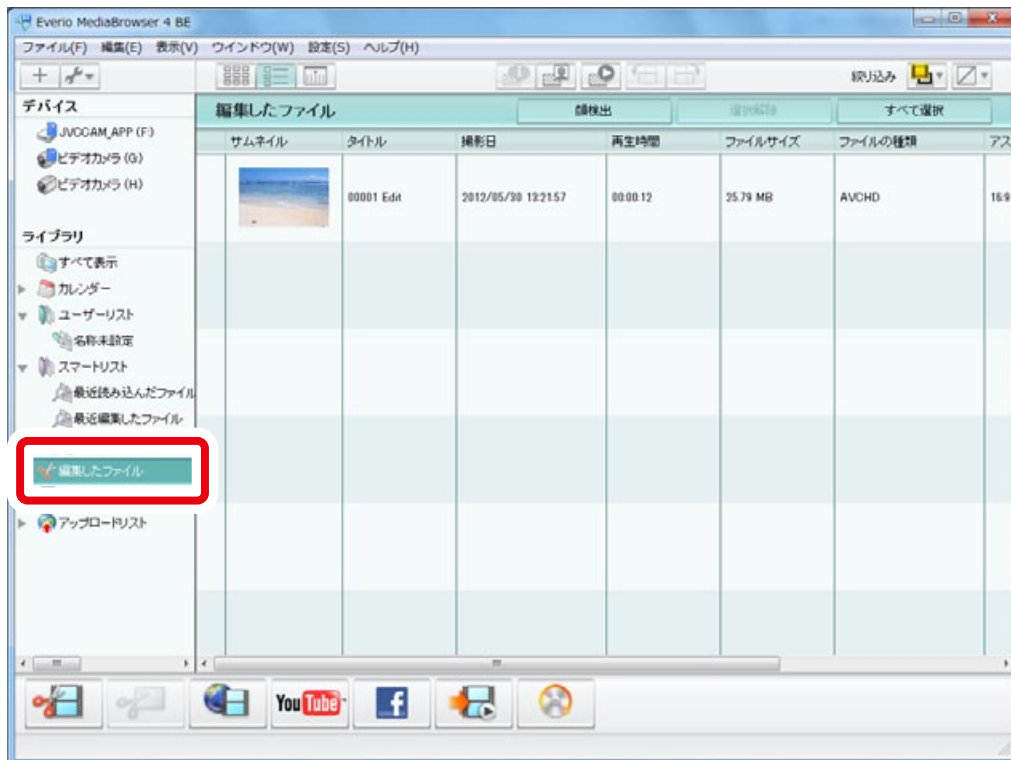 Everio MediaBrowser 4 BE
ファイル(F) 編集(E) 表示(V) ウインドウ(W) 設定(S) ヘルプ(H)
絞り込み
デバイス
JVCCAM_APP (F:)
ビデオカメラ (G)
ビデオカメラ (H)
ライブラリ
すべて表示
カレンダー
ユーザーリスト
名称未設定
スマートリスト
最近読み込んだファイル
最近編集したファイル
編集したファイル
アップロードリスト
編集したファイル 顔検出 選択解除 すべて選択
サムネイル タイトル 撮影日 再生時間 ファイルサイズ ファイルの種類 アス
00001 Edit 2012/05/30 13:21:57 00:00:12 25.79 MB AVCHD 16:9
YouTube
f